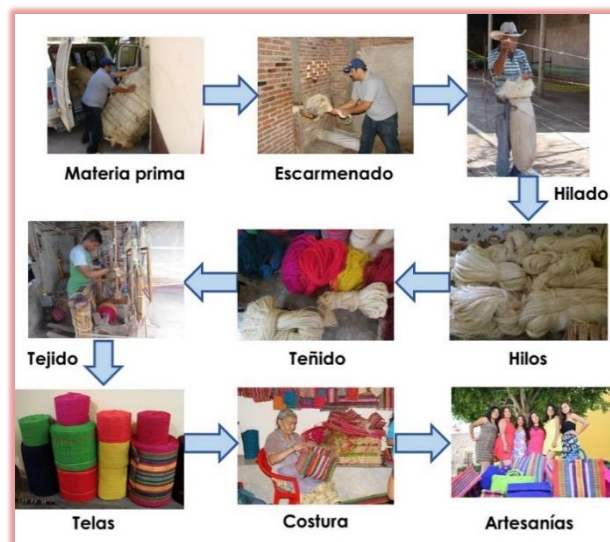 Materia prima
Escarmenado
Hilado
Tejido
Teñido
Hilos
Telas
Costura
Artesanías